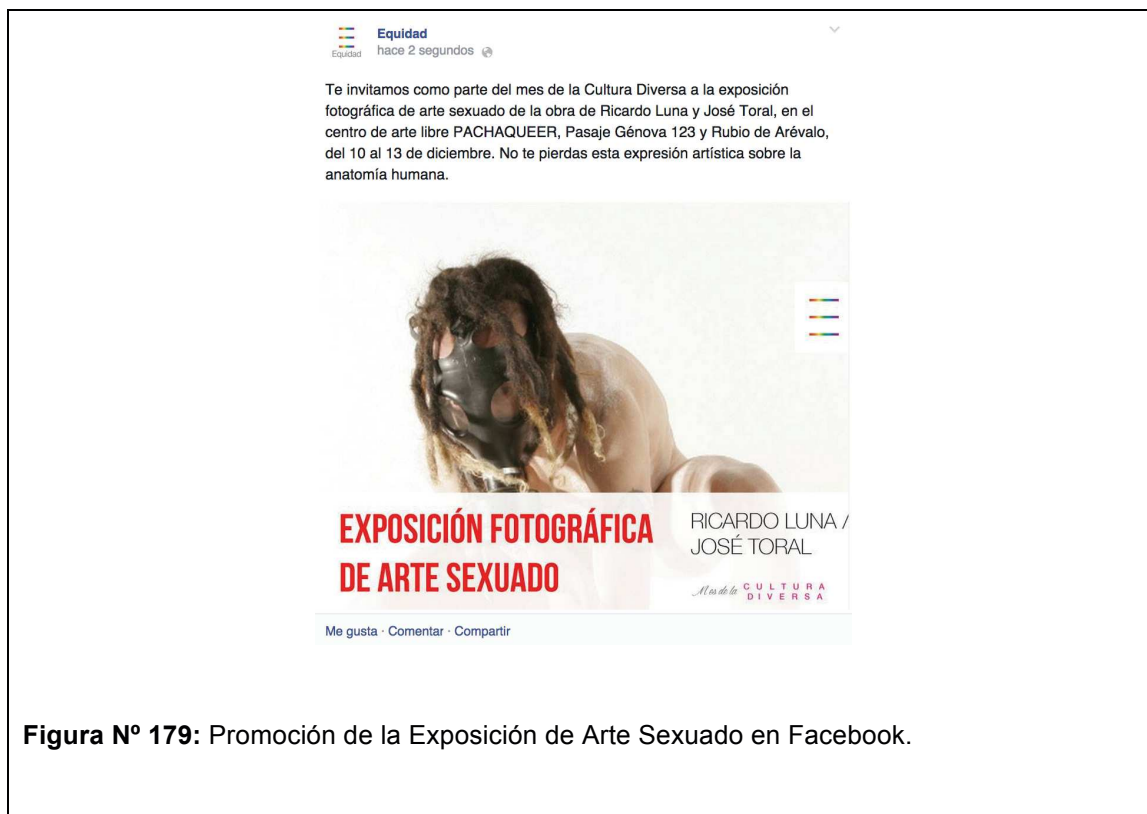 Equidad
Equidad
hace 2 segundos
Te invitamos como parte del mes de la Cultura Diversa a la exposición
fotográfica de arte sexuado de la obra de Ricardo Luna y José Toral, en el
centro de arte libre PACHAQUEER, Pasaje Génova 123 y Rubio de Arévalo,
del 10 al 13 de diciembre. No te pierdas esta expresión artística sobre la
anatomía humana.
EXPOSICIÓN FOTOGRÁFICA
DE ARTE SEXUADO
RICARDO LUNA /
JOSÉ TORAL
Mes de la CULTURA
DIVERSA
Me gusta · Comentar · Compartir
Figura Nº 179: Promoción de la Exposición de Arte Sexuado en Facebook.